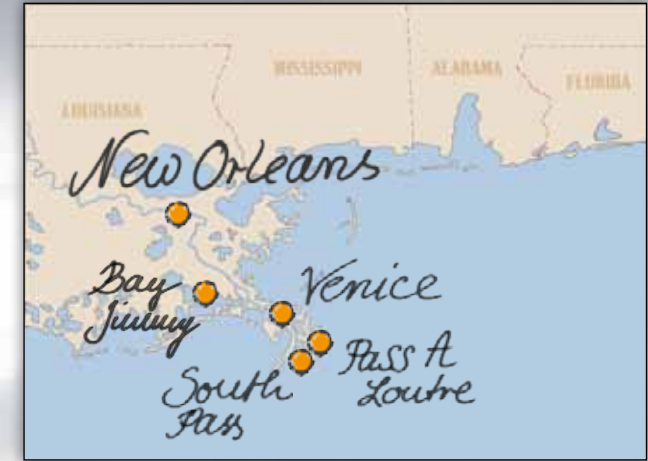 MISSISSIPPI
ALABAMA
FLORIDA
LOUISIANA
New Orleans
Bay
Jimmy
Venice
Pass A
Loutre
South
Pass